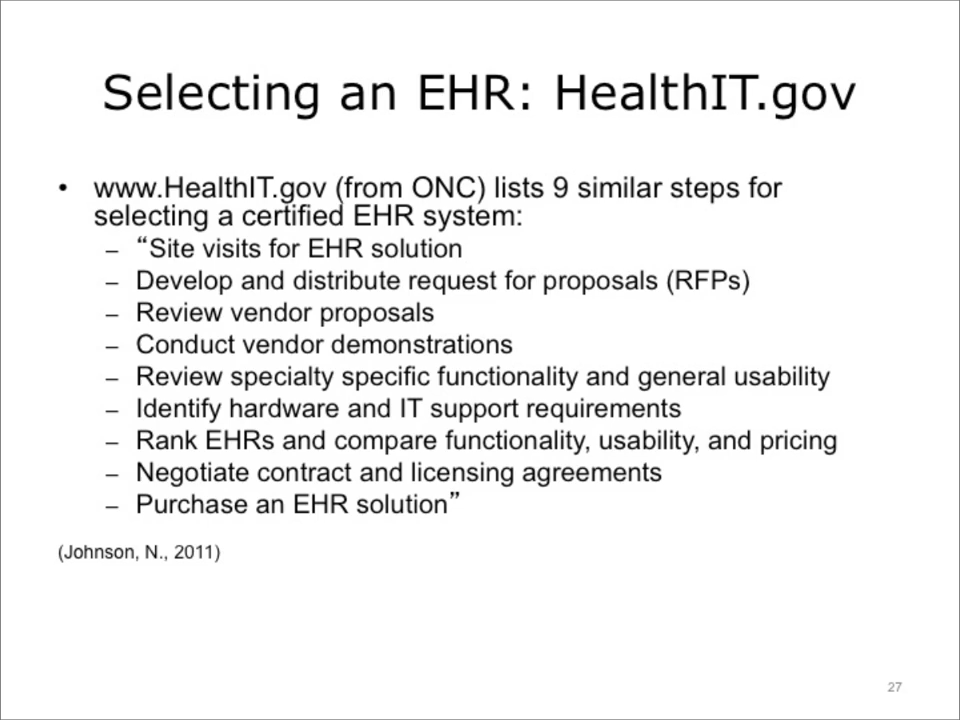 Selecting an EHR: HealthIT.gov
• www.HealthIT.gov (from ONC) lists 9 similar steps for
selecting a certified EHR system:
– “Site visits for EHR solution
– Develop and distribute request for proposals (RFPs)
– Review vendor proposals
– Conduct vendor demonstrations
– Review specialty specific functionality and general usability
– Identify hardware and IT support requirements
– Rank EHRs and compare functionality, usability, and pricing
– Negotiate contract and licensing agreements
– Purchase an EHR solution”
(Johnson, N., 2011)
27